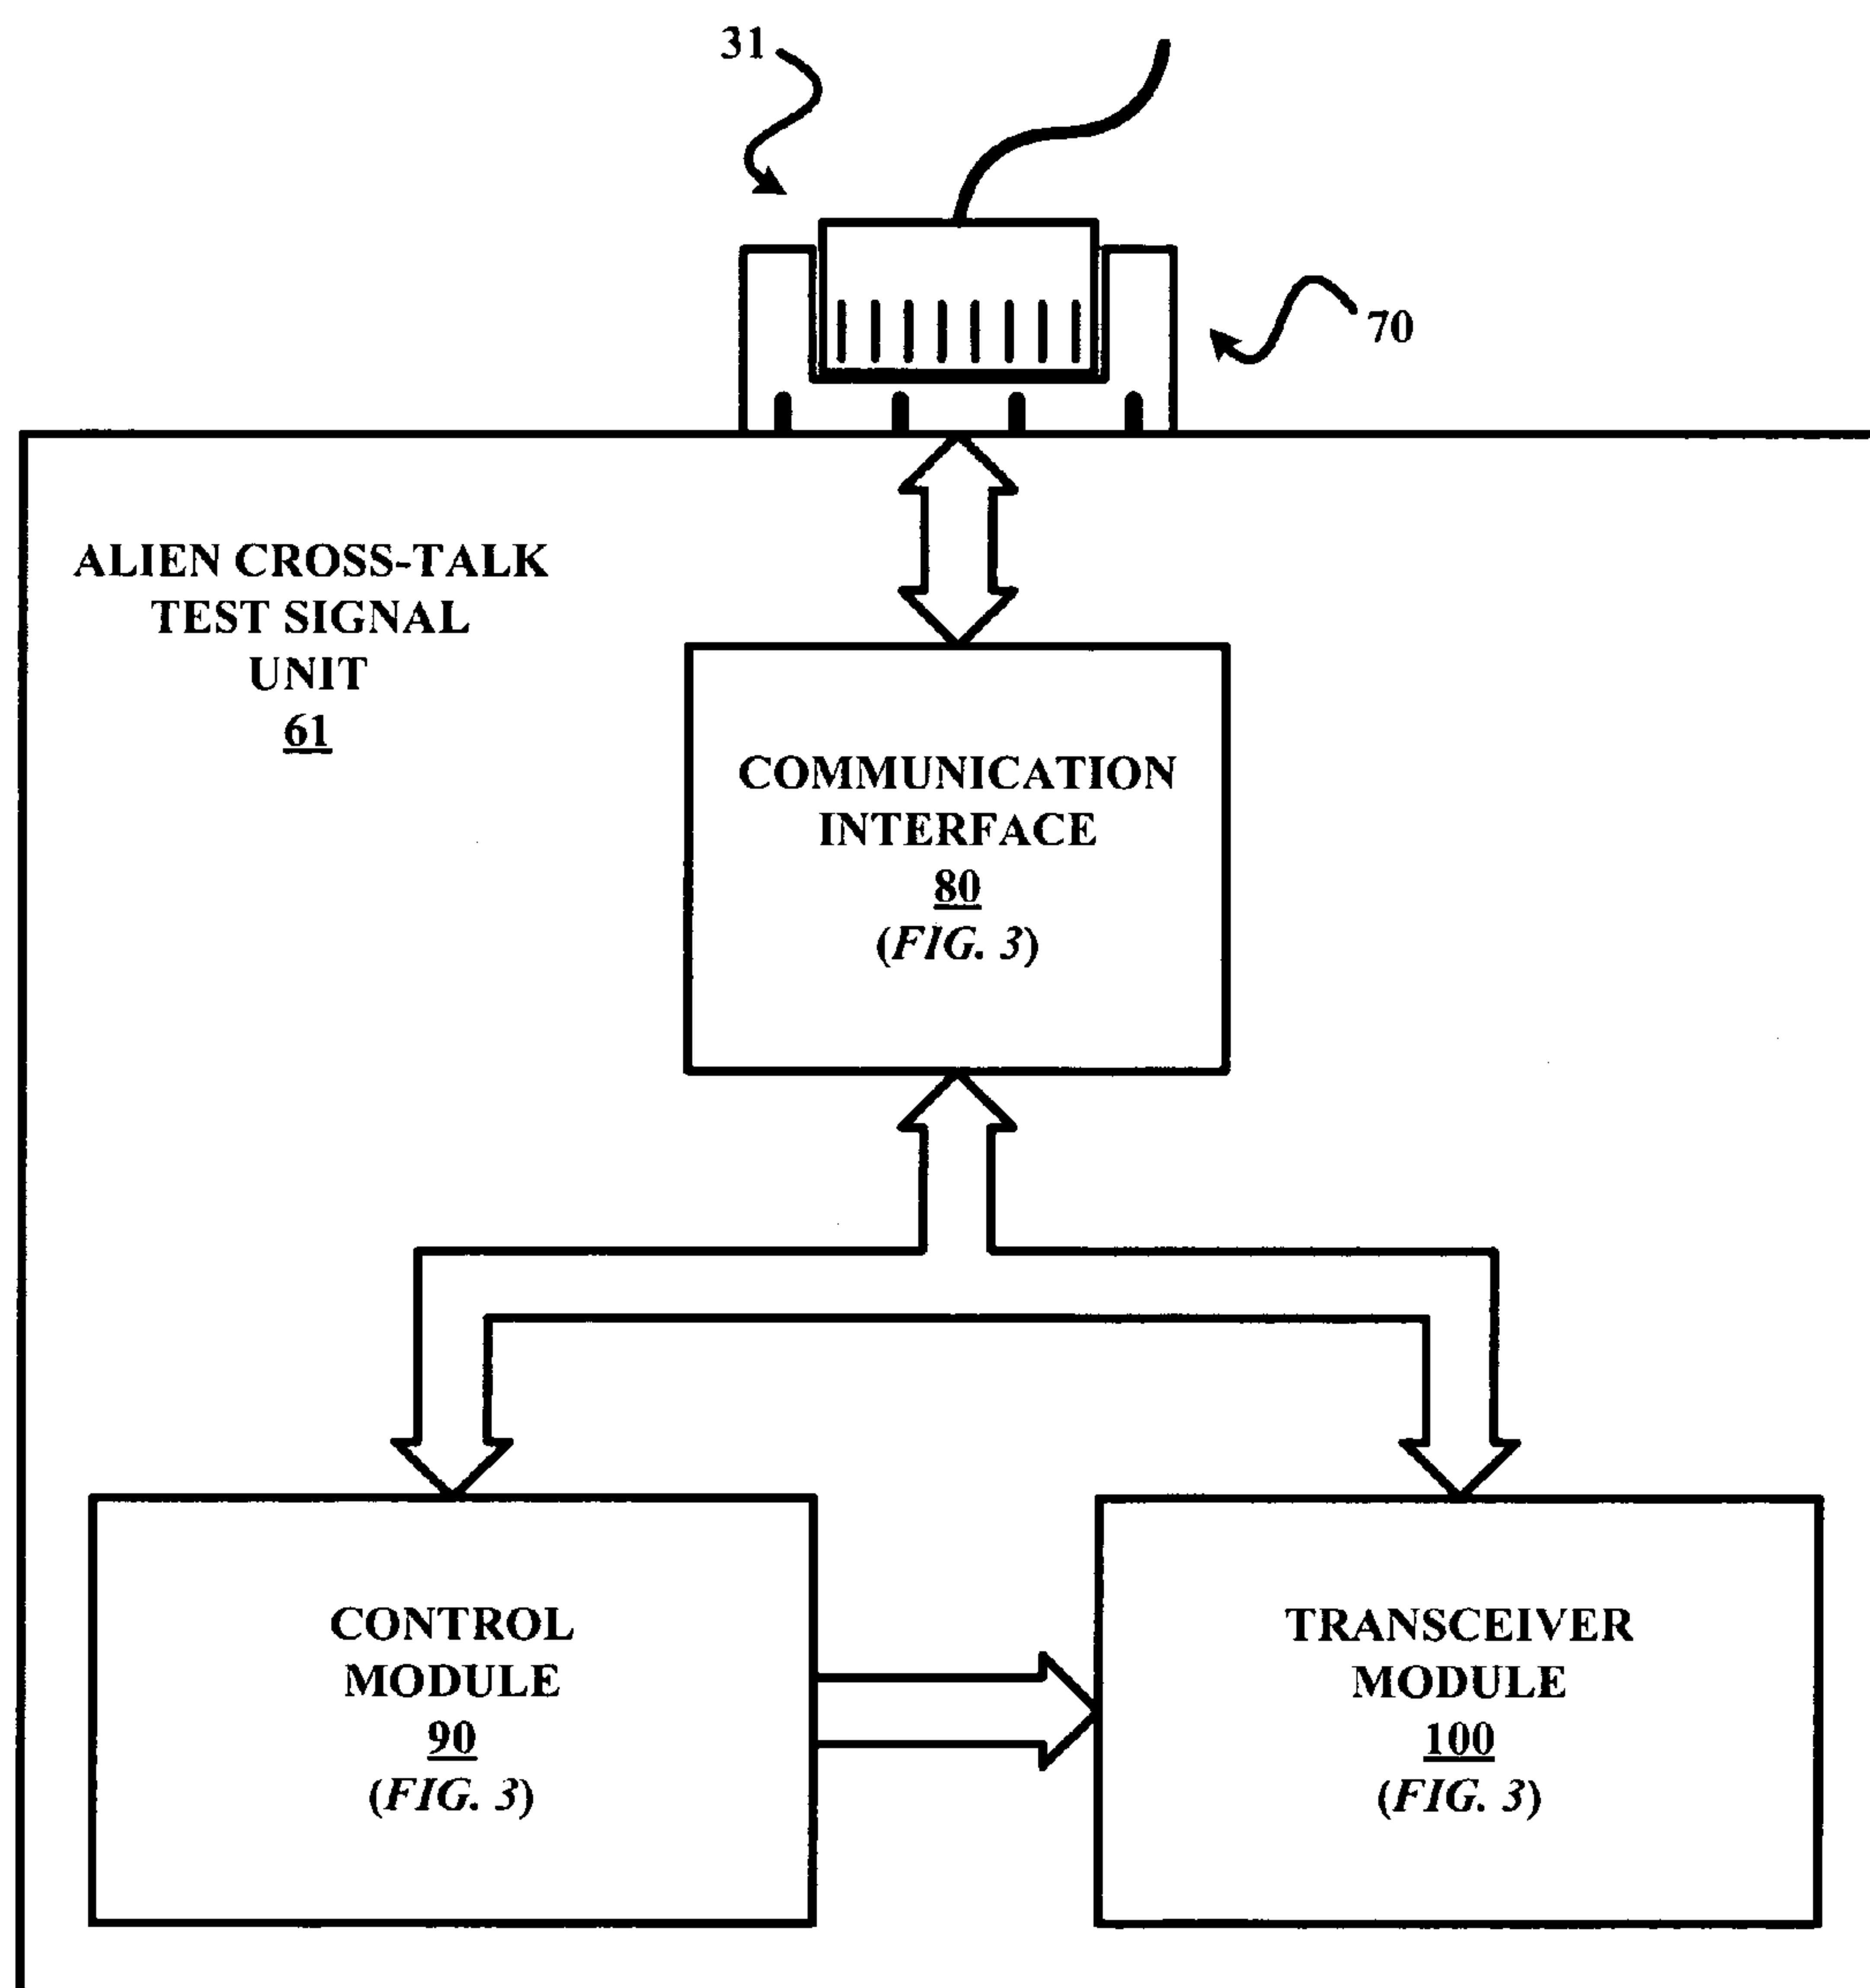 31
70
ALIEN CROSS-TALK
TEST SIGNAL
UNIT
61
COMMUNICATION
INTERFACE
80
(FIG. 3)
CONTROL
MODULE
90
(FIG. 3)
TRANSCEIVER
MODULE
100
(FIG. 3)